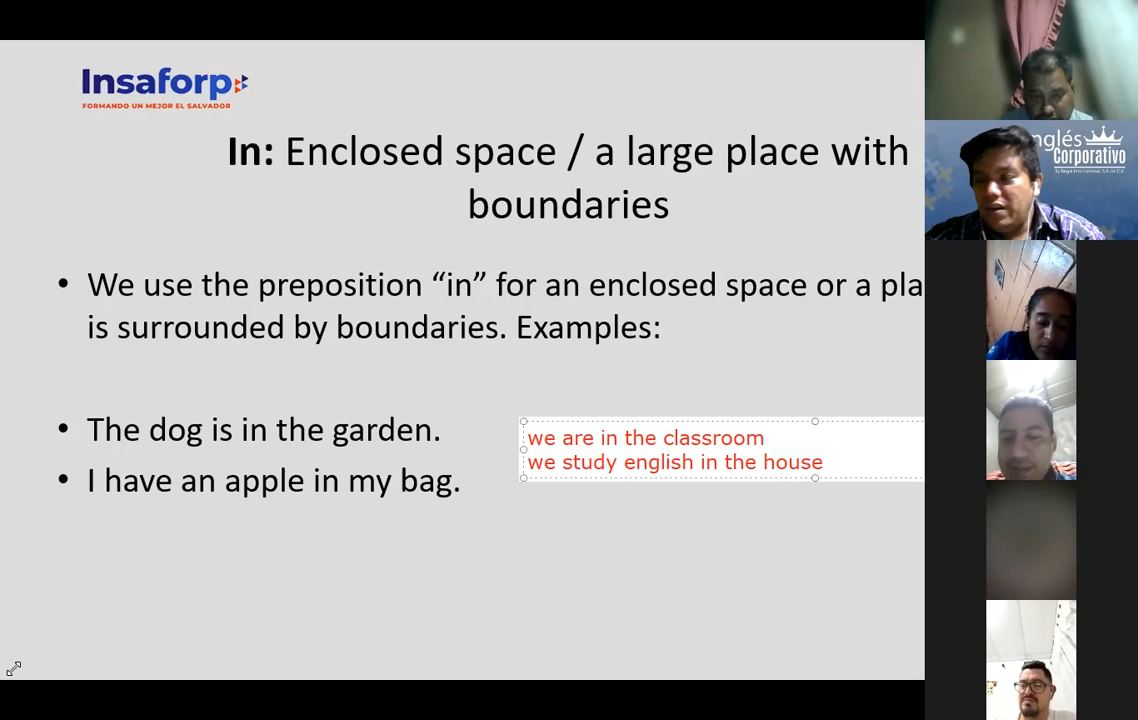 Insaforp
FORMANDO UN MEJOR EL SALVADOR
In: Enclosed space / a large place with
boundaries
• We use the preposition “in” for an enclosed space or a pla
is surrounded by boundaries. Examples:
• The dog is in the garden.
• I have an apple in my bag.
we are in the classroom
we study english in the house
nglés
Corporativo